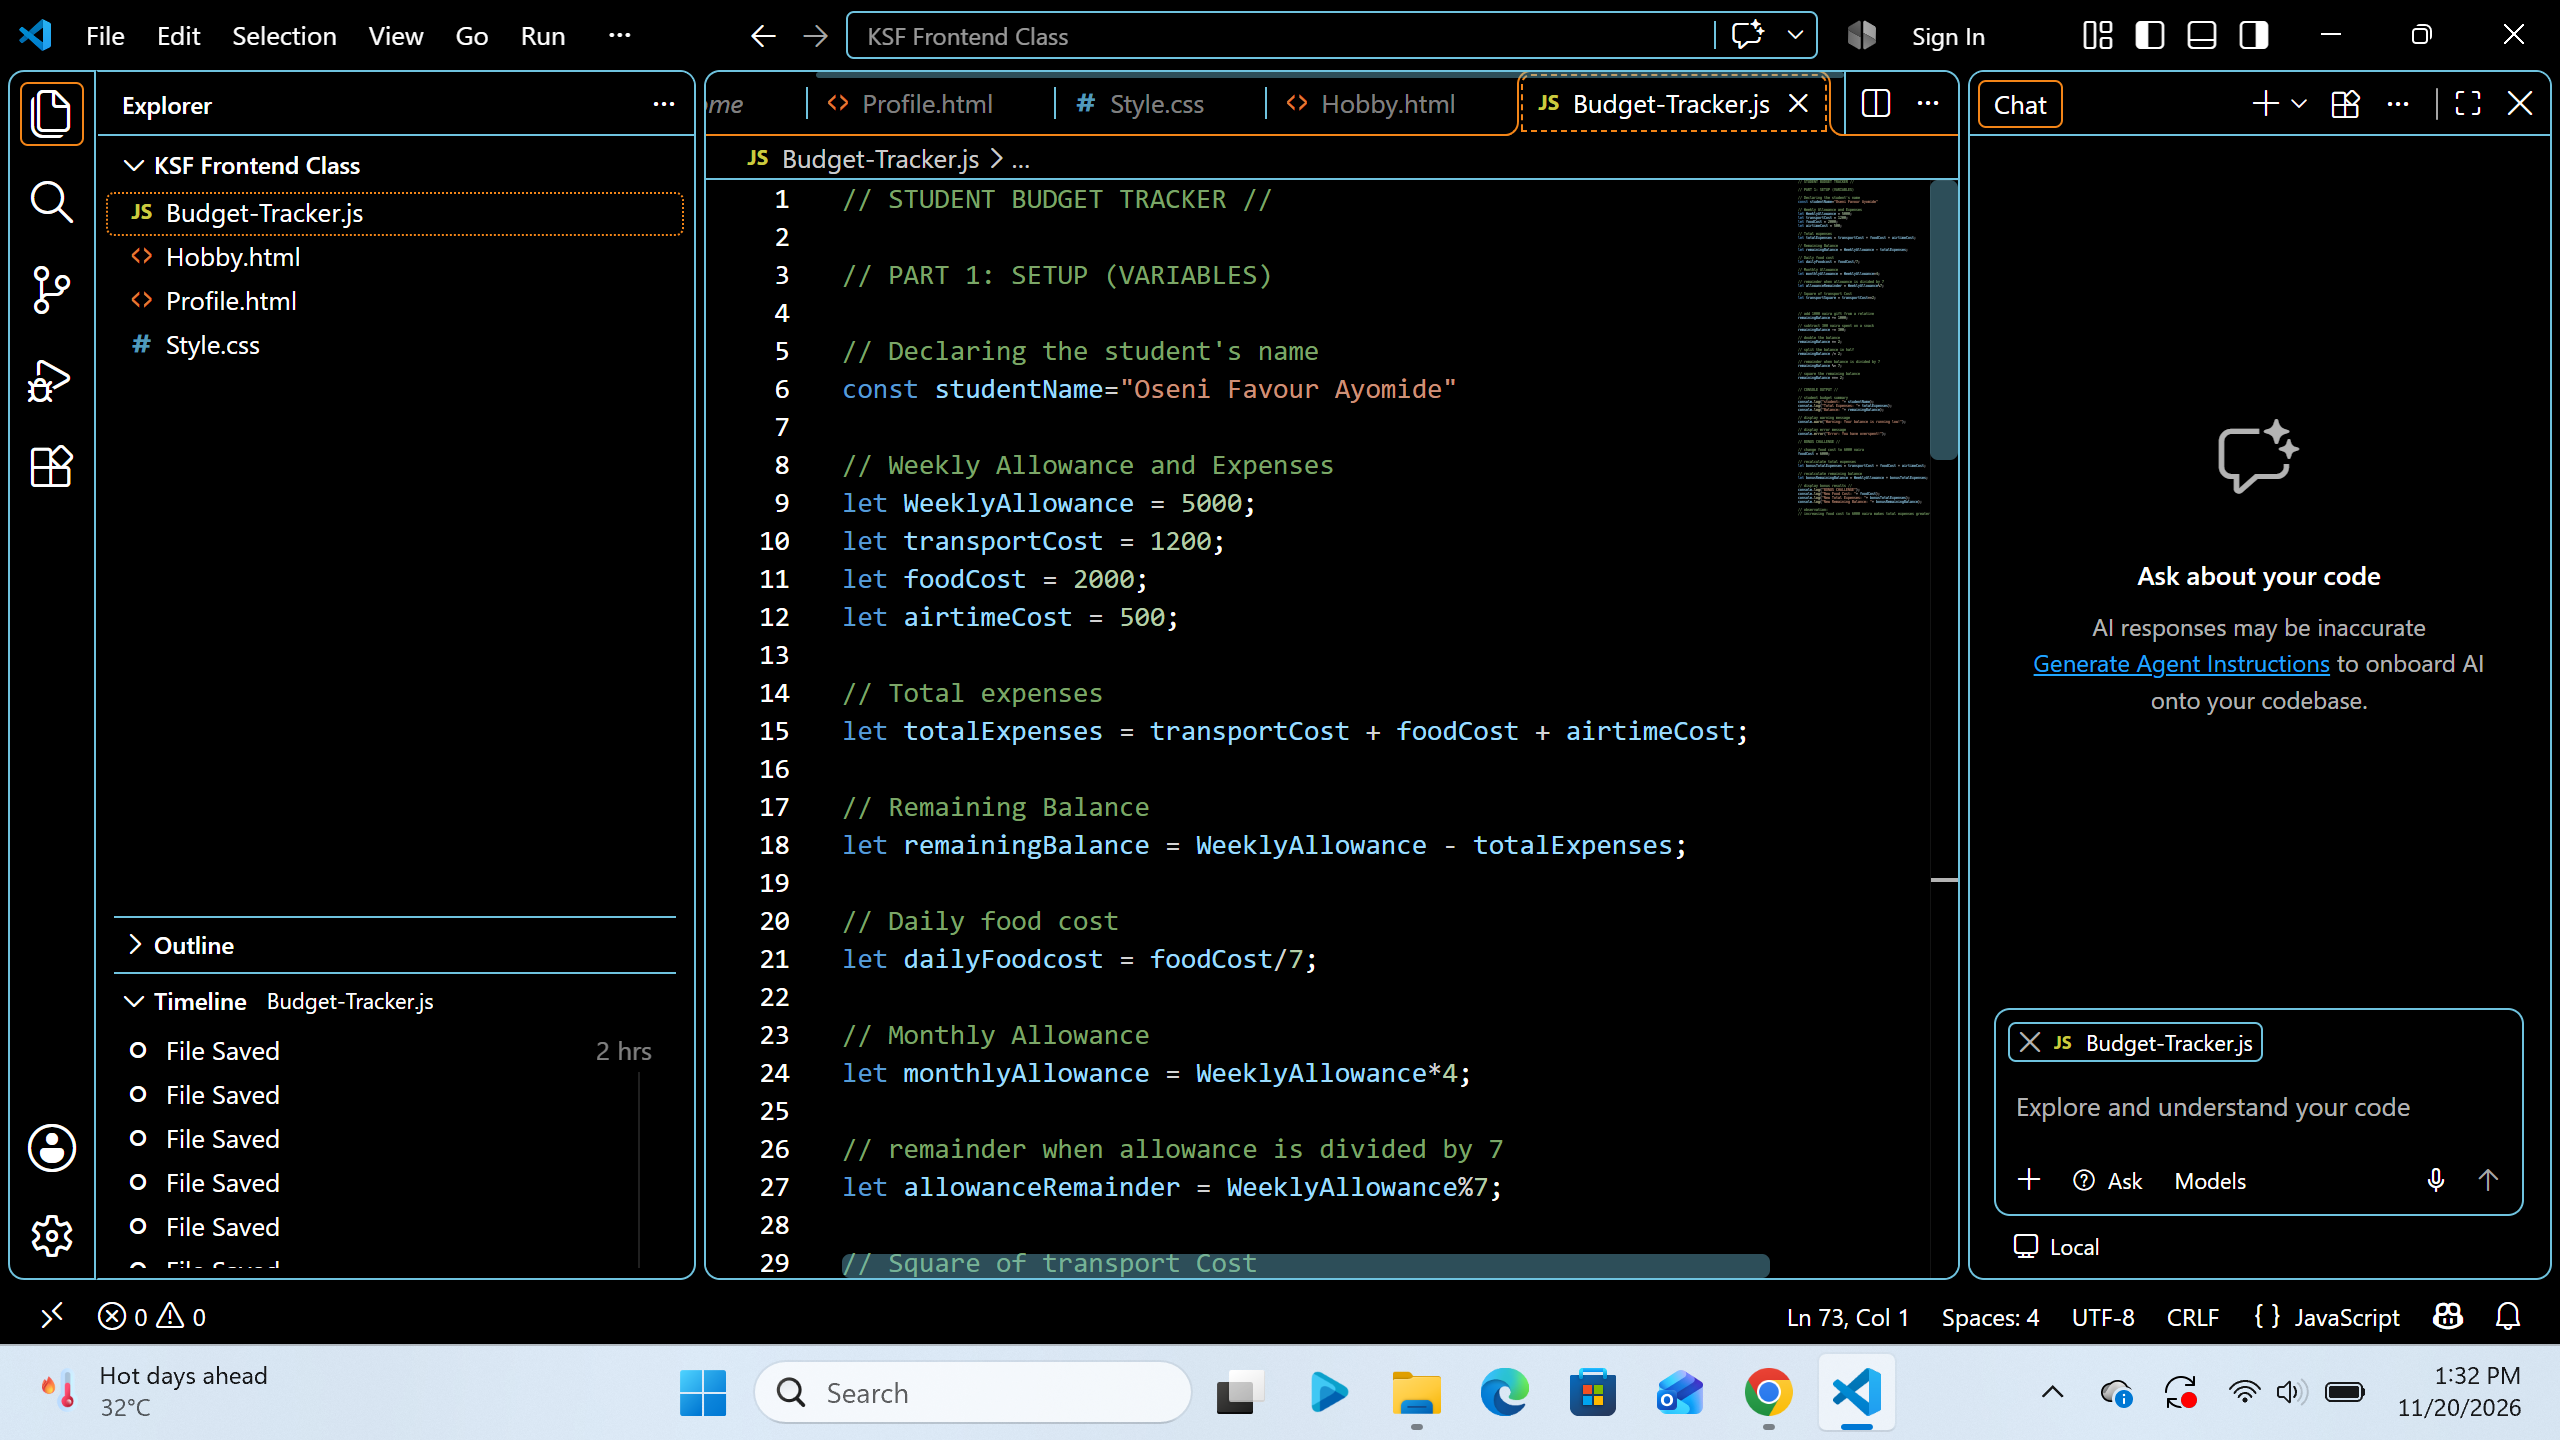 File Edit Selection View Go Run ...
KSF Frontend Class
Sign In
Explorer
KSF Frontend Class
JS Budget-Tracker.js
<> Hobby.html
<> Profile.html
# Style.css
Outline
Timeline Budget-Tracker.js
File Saved 2 hrs
File Saved
File Saved
File Saved
File Saved
File Saved
ome
<> Profile.html
# Style.css
<> Hobby.html
JS Budget-Tracker.js
JS Budget-Tracker.js > ...
1 // STUDENT BUDGET TRACKER //
2
3 // PART 1: SETUP (VARIABLES)
4
5 // Declaring the student's name
6 const studentName="Oseni Favour Ayomide"
7
8 // Weekly Allowance and Expenses
9 let WeeklyAllowance = 5000;
10 let transportCost = 1200;
11 let foodCost = 2000;
12 let airtimeCost = 500;
13
14 // Total expenses
15 let totalExpenses = transportCost + foodCost + airtimeCost;
16
17 // Remaining Balance
18 let remainingBalance = WeeklyAllowance - totalExpenses;
19
20 // Daily food cost
21 let dailyFoodcost = foodCost/7;
22
23 // Monthly Allowance
24 let monthlyAllowance = WeeklyAllowance*4;
25
26 // remainder when allowance is divided by 7
27 let allowanceRemainder = WeeklyAllowance%7;
28
29 // Square of transport Cost
Chat
Ask about your code
AI responses may be inaccurate
Generate Agent Instructions to onboard AI
onto your codebase.
JS Budget-Tracker.js
Explore and understand your code
Ask Models
Local
0 0
Ln 73, Col 1 Spaces: 4 UTF-8 CRLF {} JavaScript
Hot days ahead
32°C
Search
1:32 PM
11/20/2026